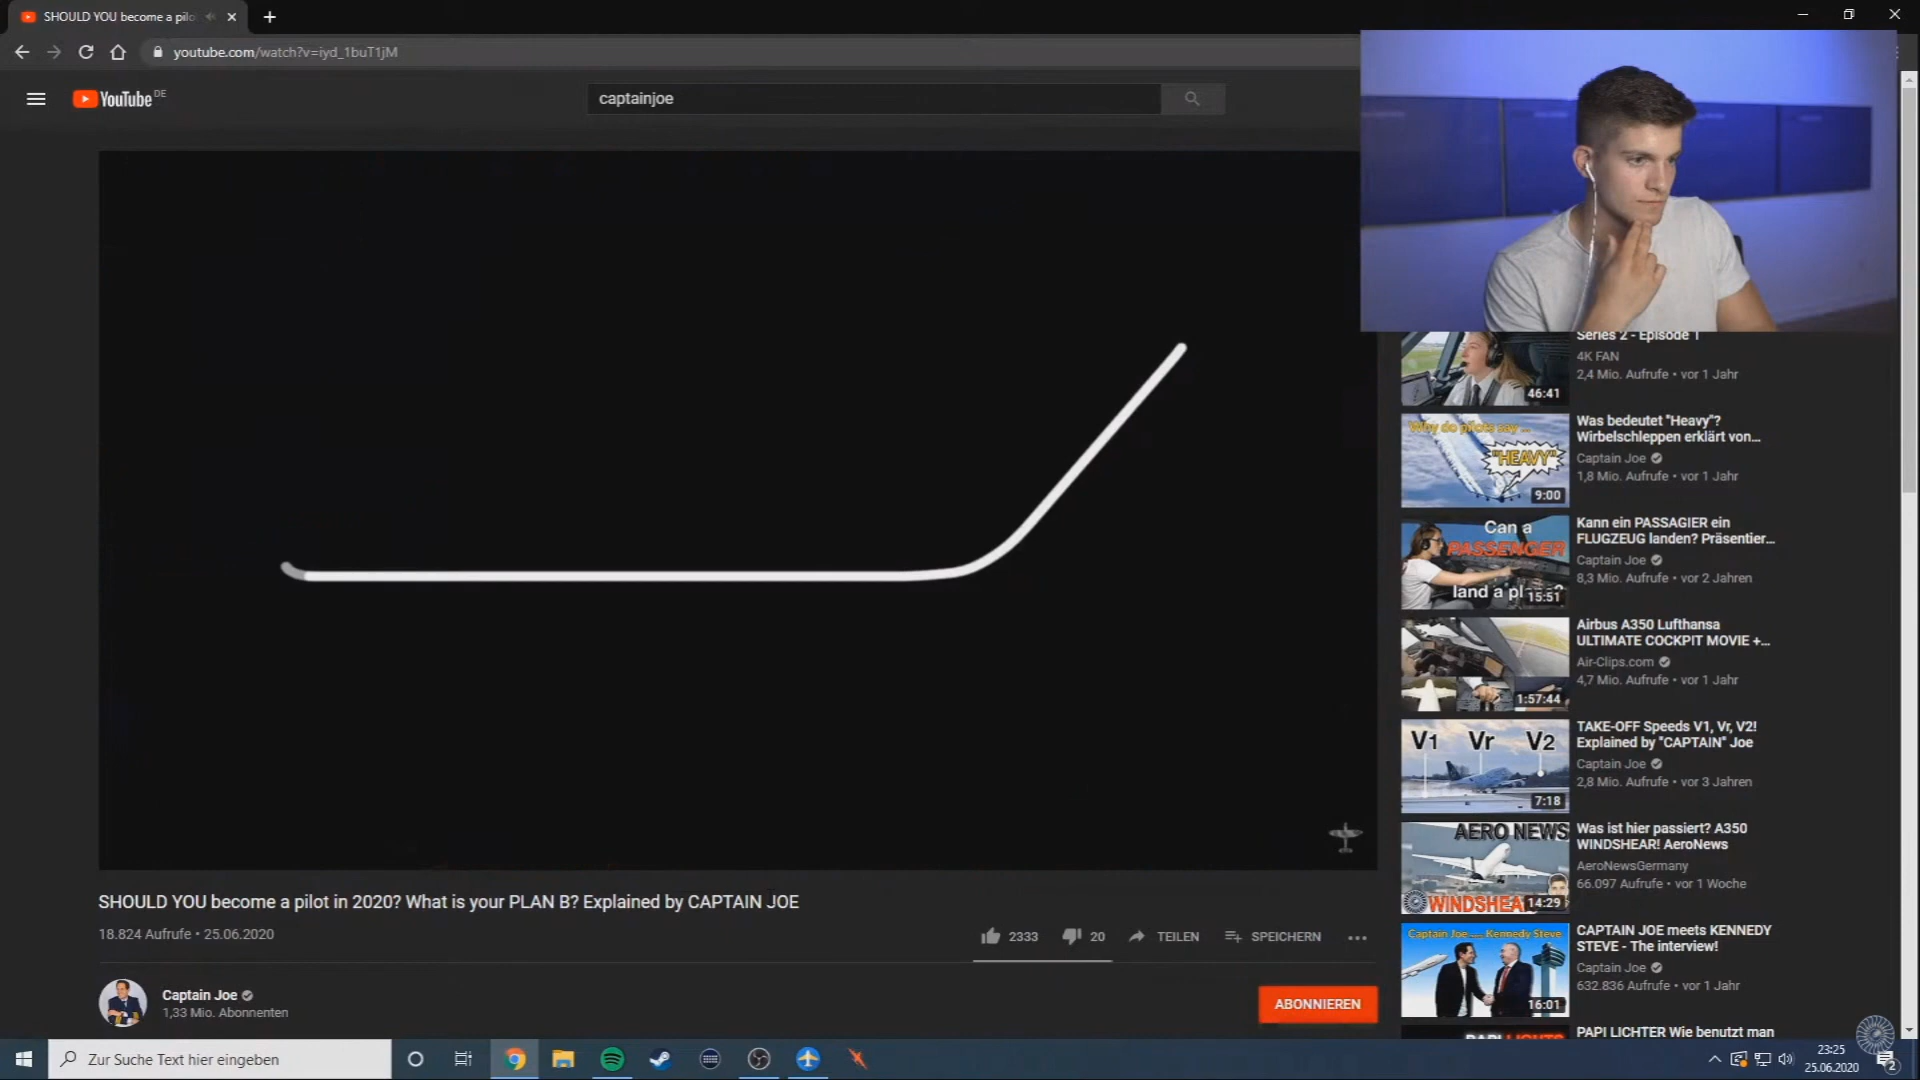 SHOULD YOU become a pilo
youtube.com/watch?v=iyd_1buT1jM
YouTube DE
captainjoe
Series 2 - Episode 1
4K FAN
2,4 Mio. Aufrufe • vor 1 Jahr
46:41
Why do pilots say ...
"HEAVY"
9:00
Was bedeutet "Heavy"?
Wirbelschleppen erklärt von...
Captain Joe
1,8 Mio. Aufrufe • vor 1 Jahr
Can a
PASSENGER
land a pl
15:51
Kann ein PASSAGIER ein
FLUGZEUG landen? Präsentier...
Captain Joe
8,3 Mio. Aufrufe • vor 2 Jahren
1:57:44
Airbus A350 Lufthansa
ULTIMATE COCKPIT MOVIE +...
Air-Clips.com
4,7 Mio. Aufrufe • vor 1 Jahr
V1 Vr V2
7:18
TAKE-OFF Speeds V1, Vr, V2!
Explained by "CAPTAIN" Joe
Captain Joe
2,8 Mio. Aufrufe • vor 3 Jahren
AERO NEWS
WINDSHEA
14:29
Was ist hier passiert? A350
WINDSHEAR! AeroNews
AeroNewsGermany
66.097 Aufrufe • vor 1 Woche
Captain Joe meets Kennedy Steve
16:01
CAPTAIN JOE meets KENNEDY
STEVE - The interview!
Captain Joe
632.836 Aufrufe • vor 1 Jahr
PAPI LICHTER Wie benutzt man
SHOULD YOU become a pilot in 2020? What is your PLAN B? Explained by CAPTAIN JOE
18.824 Aufrufe • 25.06.2020
2333
20
TEILEN
SPEICHERN
Captain Joe
1,33 Mio. Abonnenten
ABONNIEREN
Zur Suche Text hier eingeben
23:25
25.06.2020
2